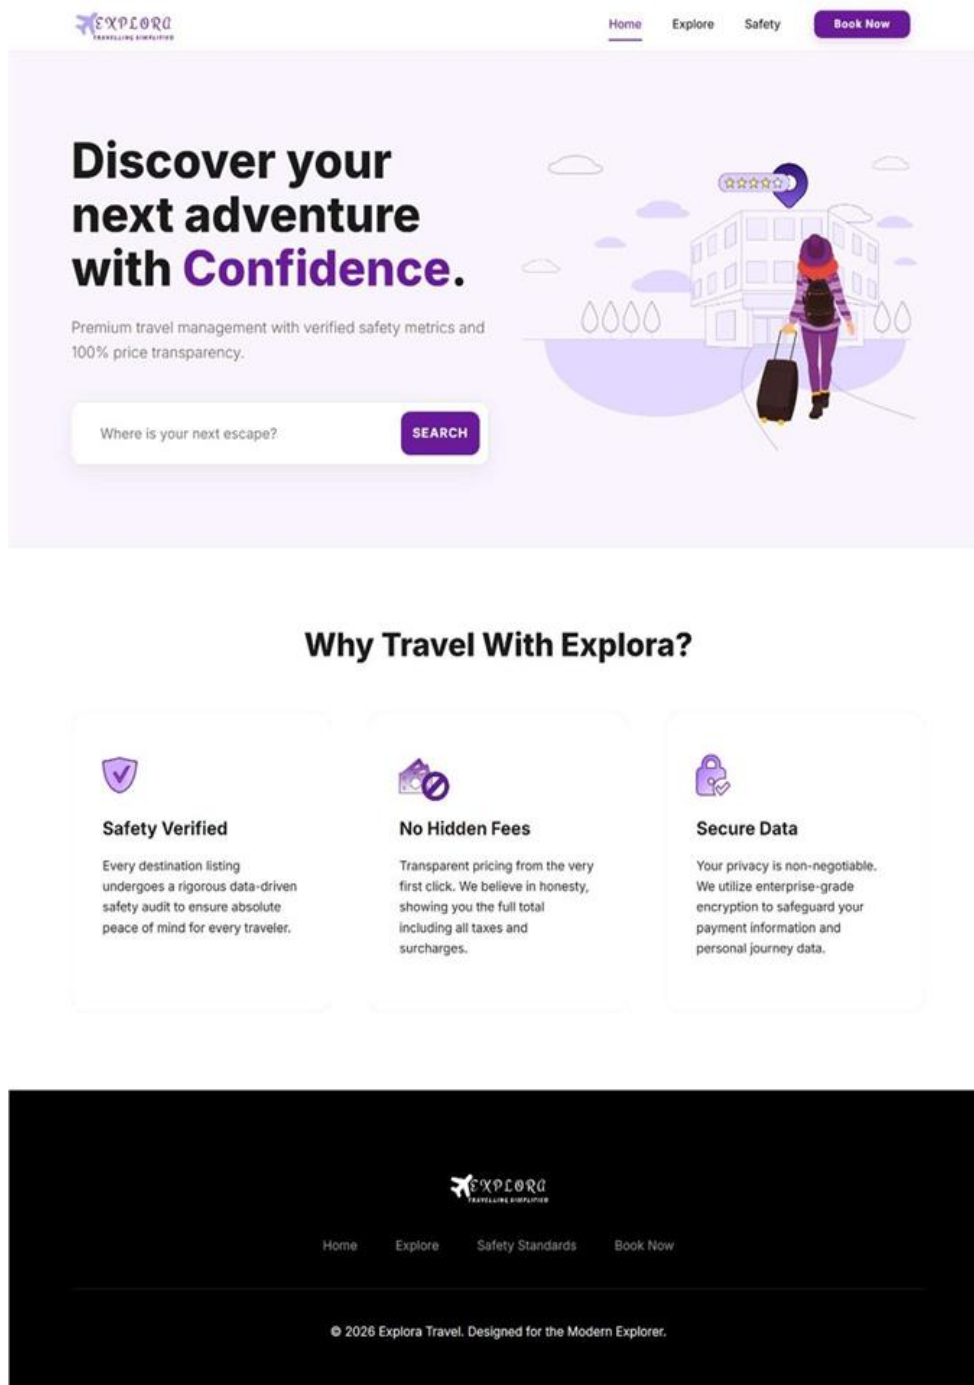 EXPLORA
TRAVELLING SIMPLIFIED
Home Explore Safety Book Now
Discover your
next adventure
with Confidence.
Premium travel management with verified safety metrics and
100% price transparency.
Where is your next escape? SEARCH
Why Travel With Explora?
Safety Verified
Every destination listing
undergoes a rigorous data-driven
safety audit to ensure absolute
peace of mind for every traveler.
No Hidden Fees
Transparent pricing from the very
first click. We believe in honesty,
showing you the full total
including all taxes and
surcharges.
Secure Data
Your privacy is non-negotiable.
We utilize enterprise-grade
encryption to safeguard your
payment information and
personal journey data.
EXPLORA
TRAVELLING SIMPLIFIED
Home Explore Safety Standards Book Now
© 2026 Explora Travel. Designed for the Modern Explorer.